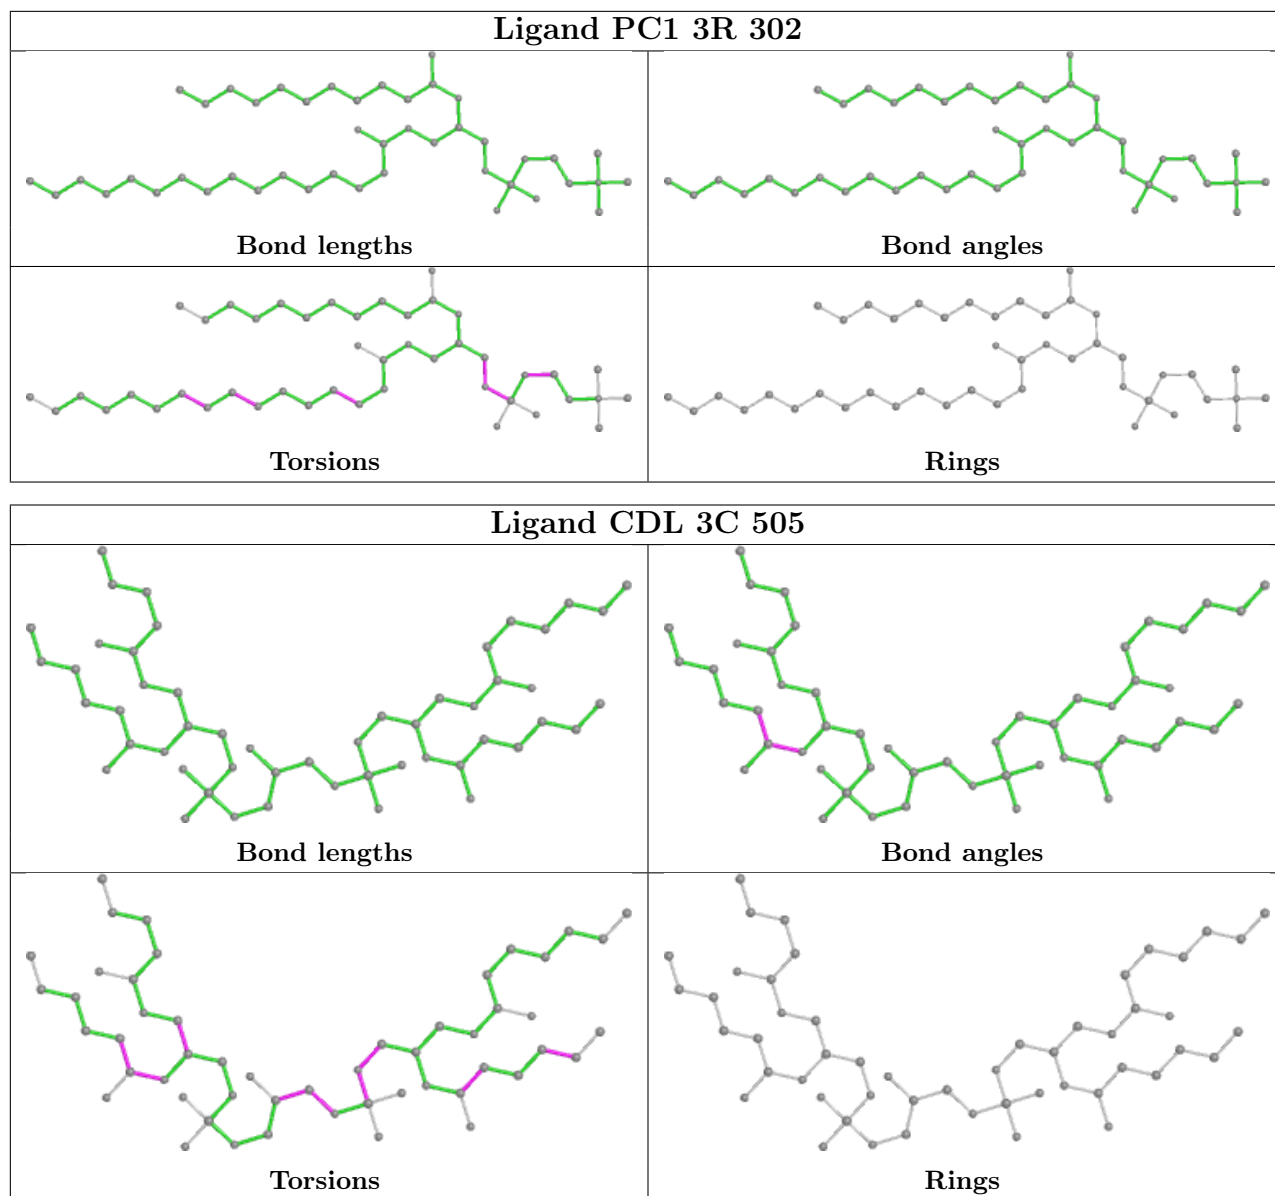 Ligand PC1 3R 302
Bond lengths
Bond angles
Torsions
Rings
Ligand CDL 3C 505
Bond lengths
Bond angles
Torsions
Rings